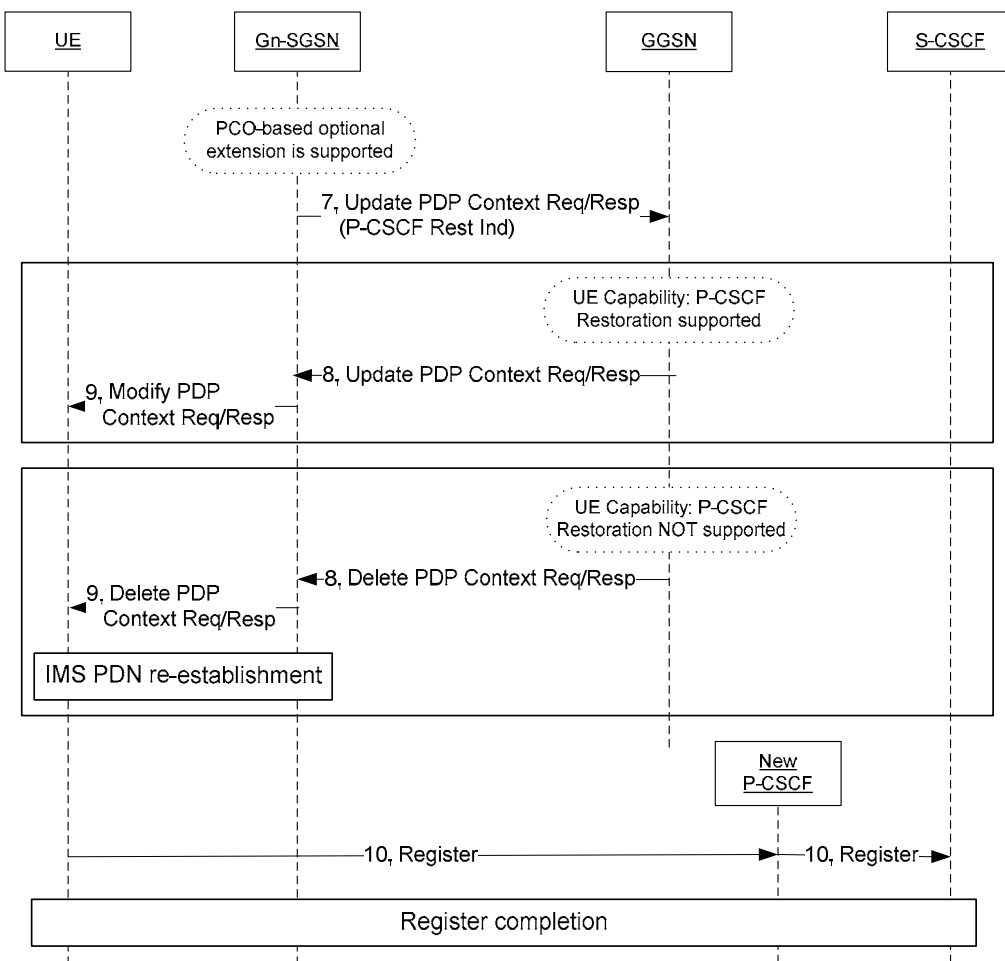 UE
Gn-SGSN
GGSN
S-CSCF
PCO-based optional
extension is supported
7, Update PDP Context Req/Resp
(P-CSCF Rest Ind)
UE Capability: P-CSCF
Restoration supported
8, Update PDP Context Req/Resp
9, Modify PDP
Context Req/Resp
UE Capability: P-CSCF
Restoration NOT supported
8, Delete PDP Context Req/Resp
9, Delete PDP
Context Req/Resp
IMS PDN re-establishment
New
P-CSCF
10, Register
10, Register
Register completion